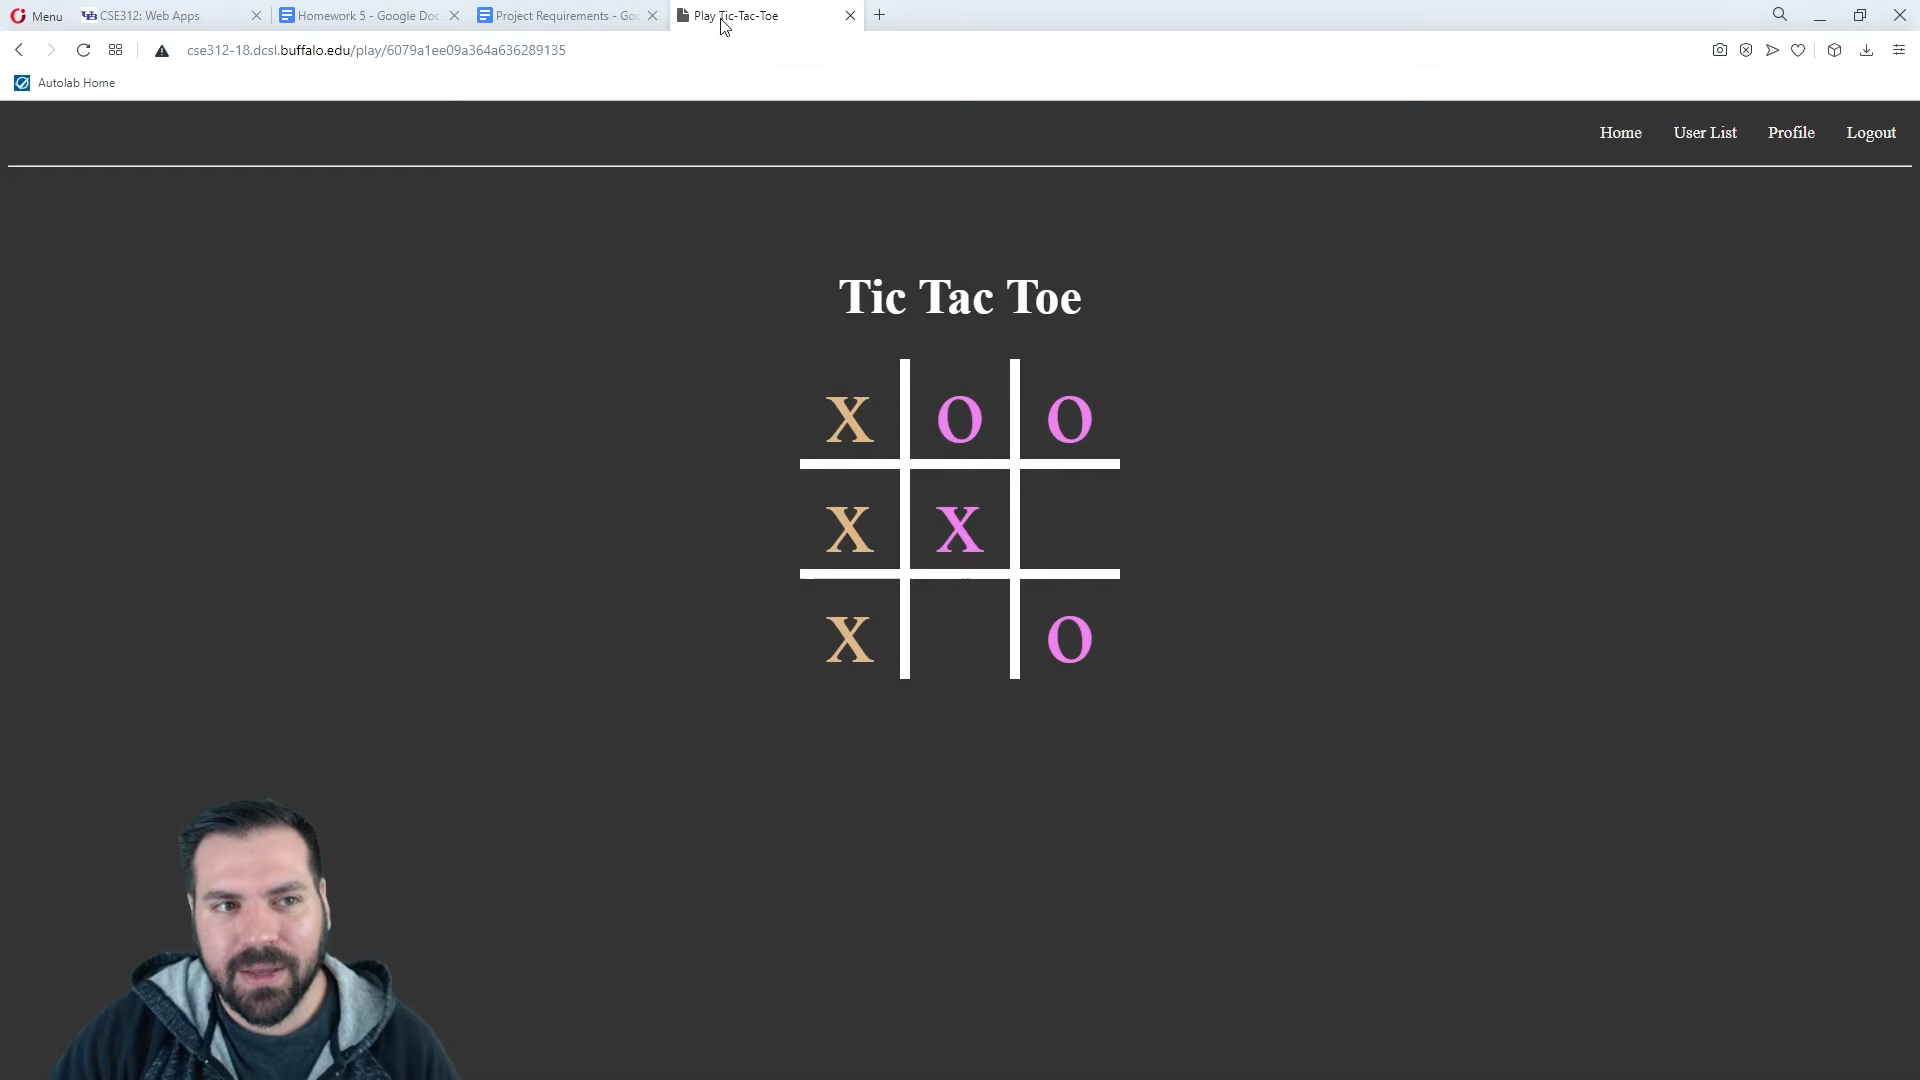 Menu
CSE312: Web Apps
Homework 5 - Google Doc
Project Requirements - Goo
Play Tic-Tac-Toe
cse312-18.dcsl.buffalo.edu/play/6079a1ee09a364a636289135
Autolab Home
Home User List Profile Logout
Tic Tac Toe
X O O
X X
X O